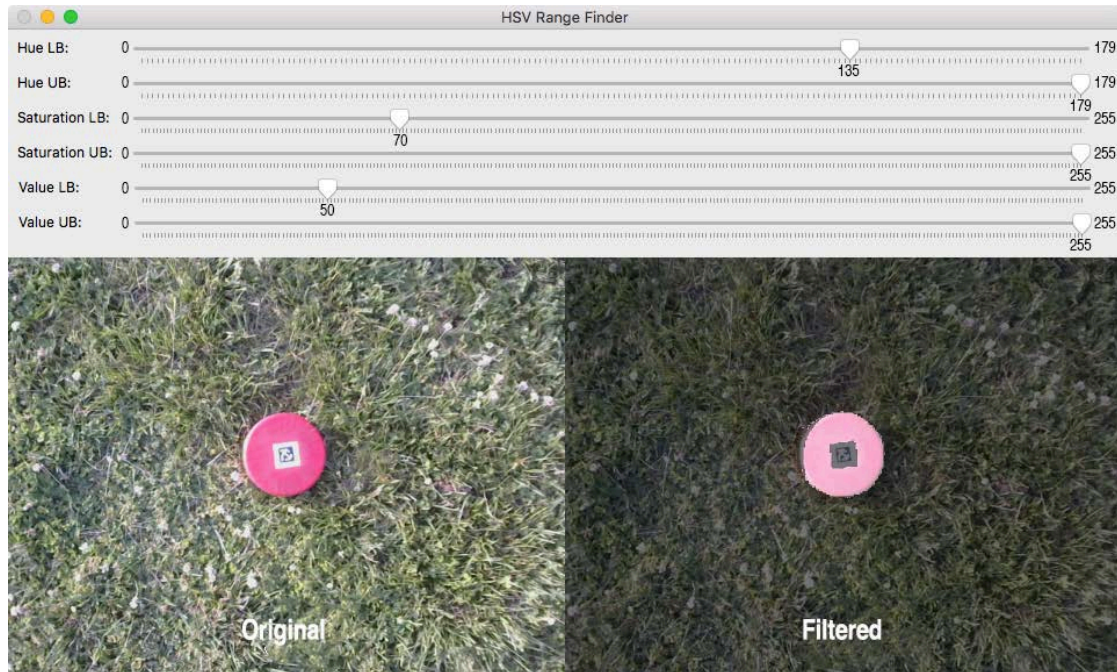 HSV Range Finder
Hue LB: 0 179
135
Hue UB: 0 179
179
Saturation LB: 0 255
70
Saturation UB: 0 255
255
Value LB: 0 255
50
Value UB: 0 255
255
Original Filtered